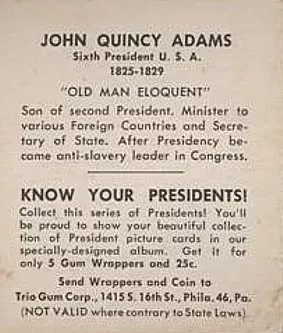 JOHN QUINCY ADAMS
Sixth President U. S. A.
1825-1829
"OLD MAN ELOQUENT"
Son of second President. Minister to
various Foreign Countries and Secre-
tary of State. After Presidency be-
came anti-slavery leader in Congress.
KNOW YOUR PRESIDENTS!
Collect this series of Presidents! You'll
be proud to show your beautiful collec-
tion of President picture cards in our
specially-designed album. Get it for
only 5 Gum Wrappers and 25c.
Send Wrappers and Coin to
Trio Gum Corp., 1415 S. 16th St., Phila. 46, Pa.
(NOT VALID where contrary to State Laws)